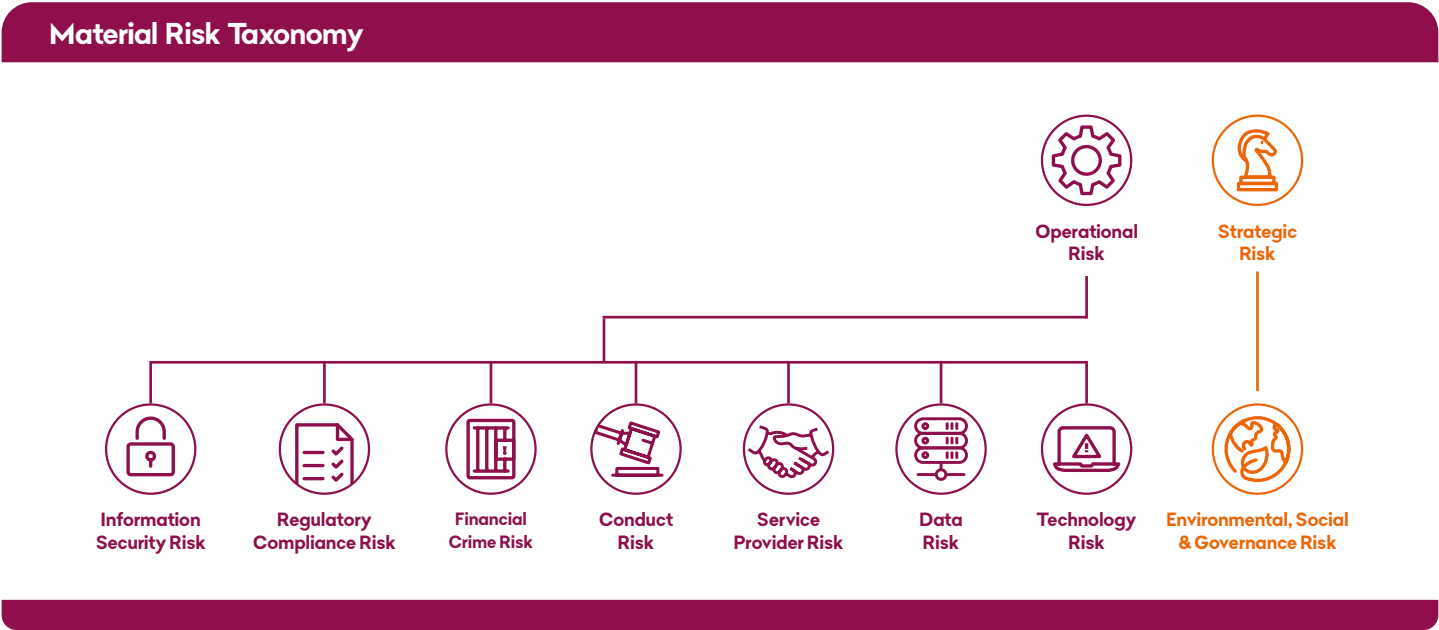 Material Risk Taxonomy
Operational
Risk
Strategic
Risk
Information
Security Risk
Regulatory
Compliance Risk
Financial
Crime Risk
Conduct
Risk
Service
Provider Risk
Data
Risk
Technology
Risk
Environmental, Social
& Governance Risk